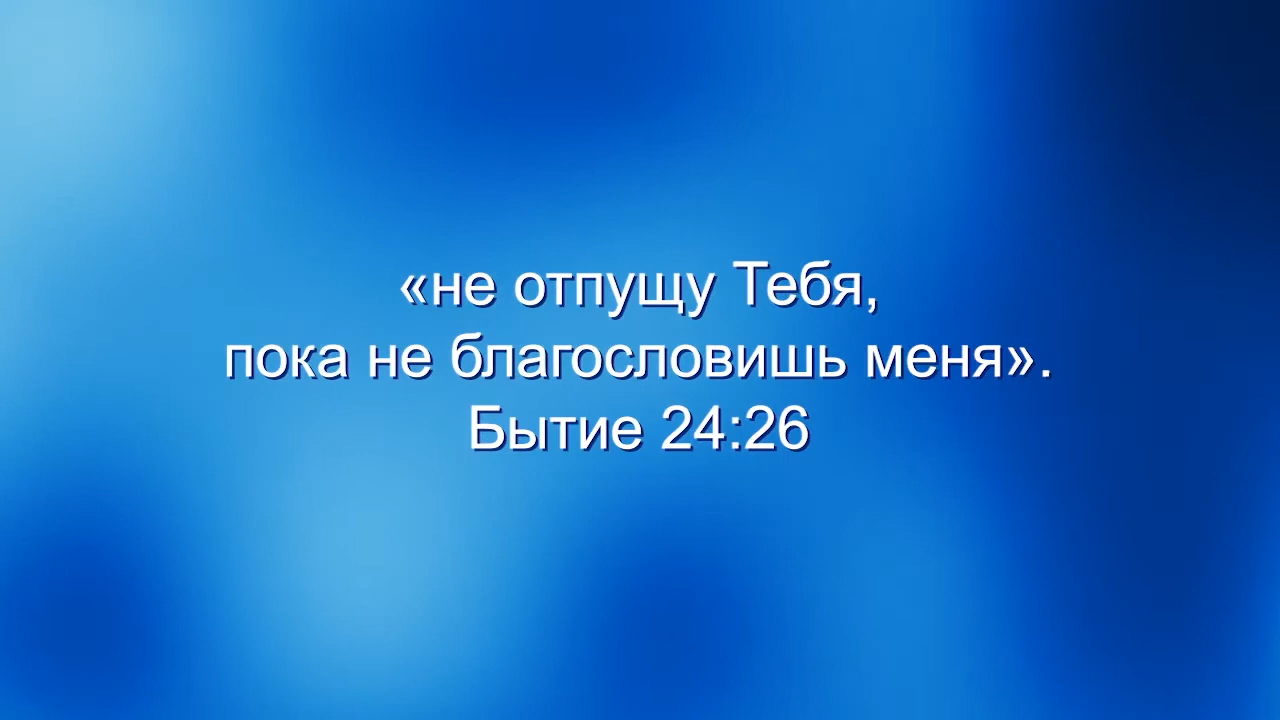 «не отпущу Тебя,
пока не благословишь меня».
Бытие 24:26